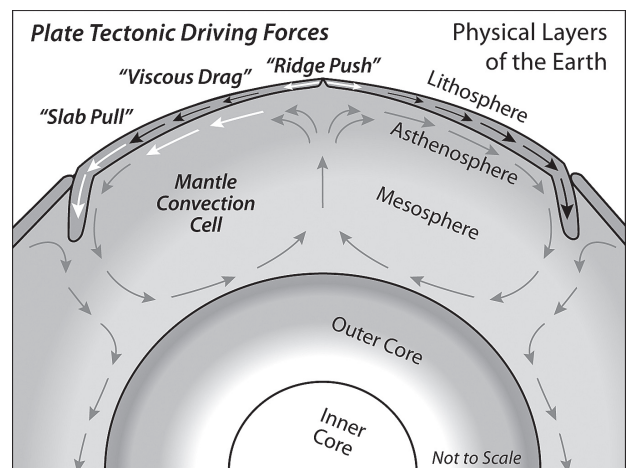 Plate Tectonic Driving Forces
Physical Layers
of the Earth
"Ridge Push"
"Viscous Drag"
"Slab Pull"
Lithosphere
Asthenosphere
Mantle
Convection
Cell
Mesosphere
Outer Core
Inner
Core
Not to Scale